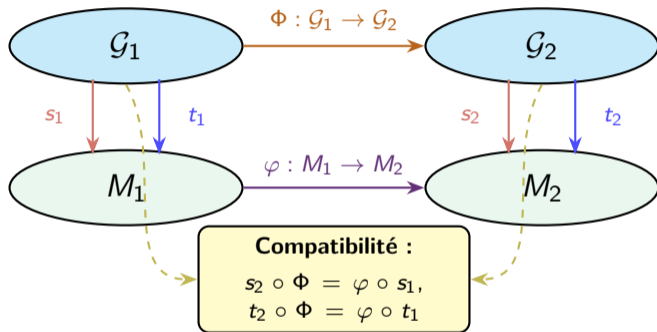 Φ : 𝒢₁ → 𝒢₂
𝒢₁
𝒢₂
s₁
t₁
s₂
t₂
φ : M₁ → M₂
M₁
M₂
Compatibilité :
s₂ ∘ Φ = φ ∘ s₁,
t₂ ∘ Φ = φ ∘ t₁